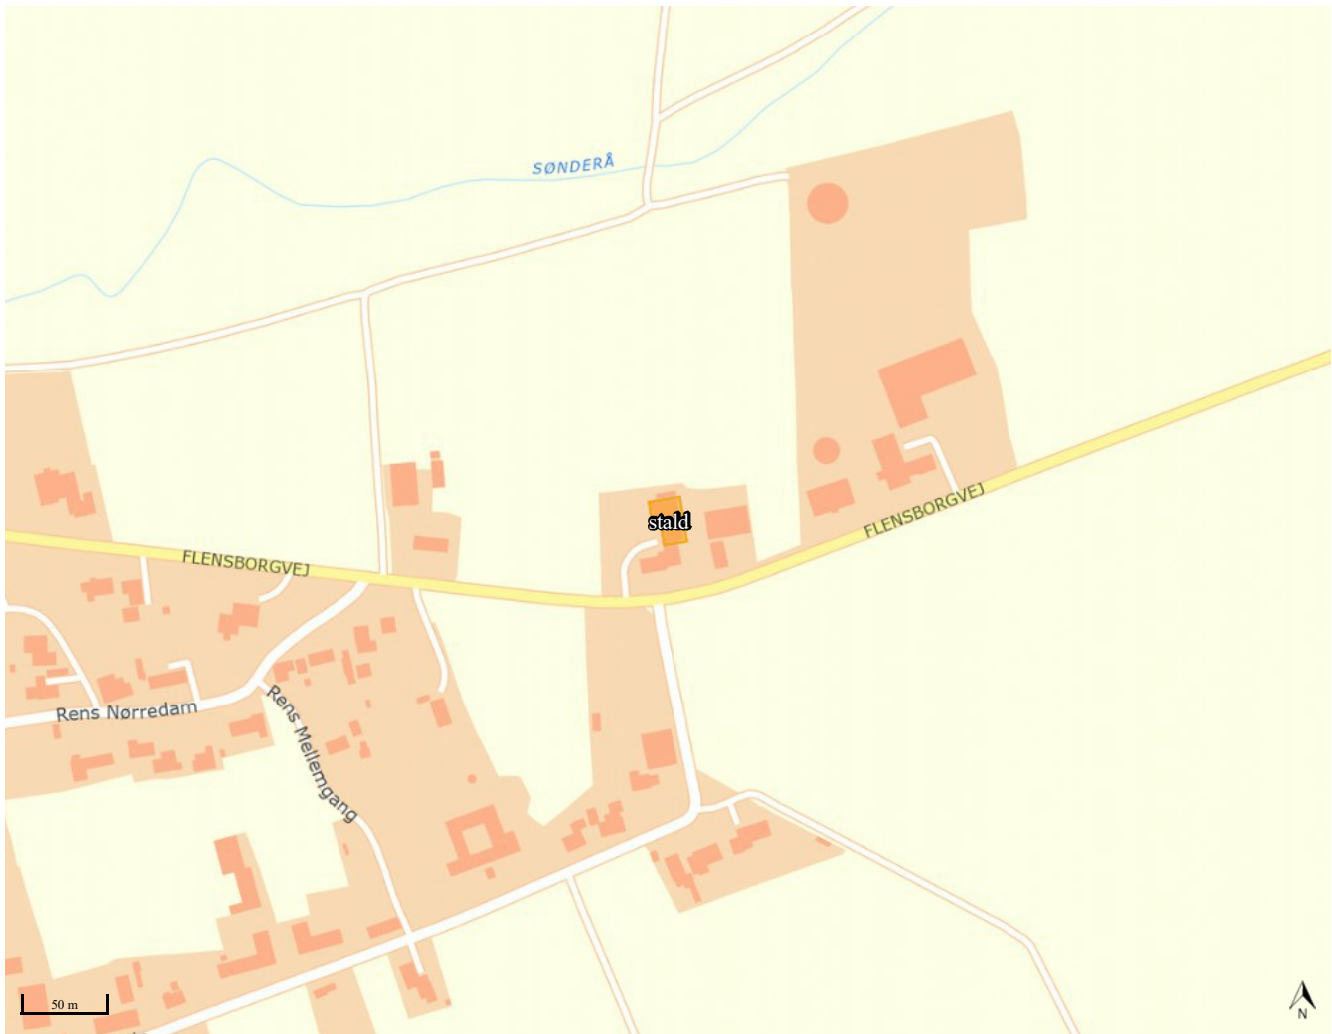 SØNDERÅ
stald
FLENSBORGVEJ
FLENSBORGVEJ
Rens Nørredam
Rens Mellemgang
50 m
N